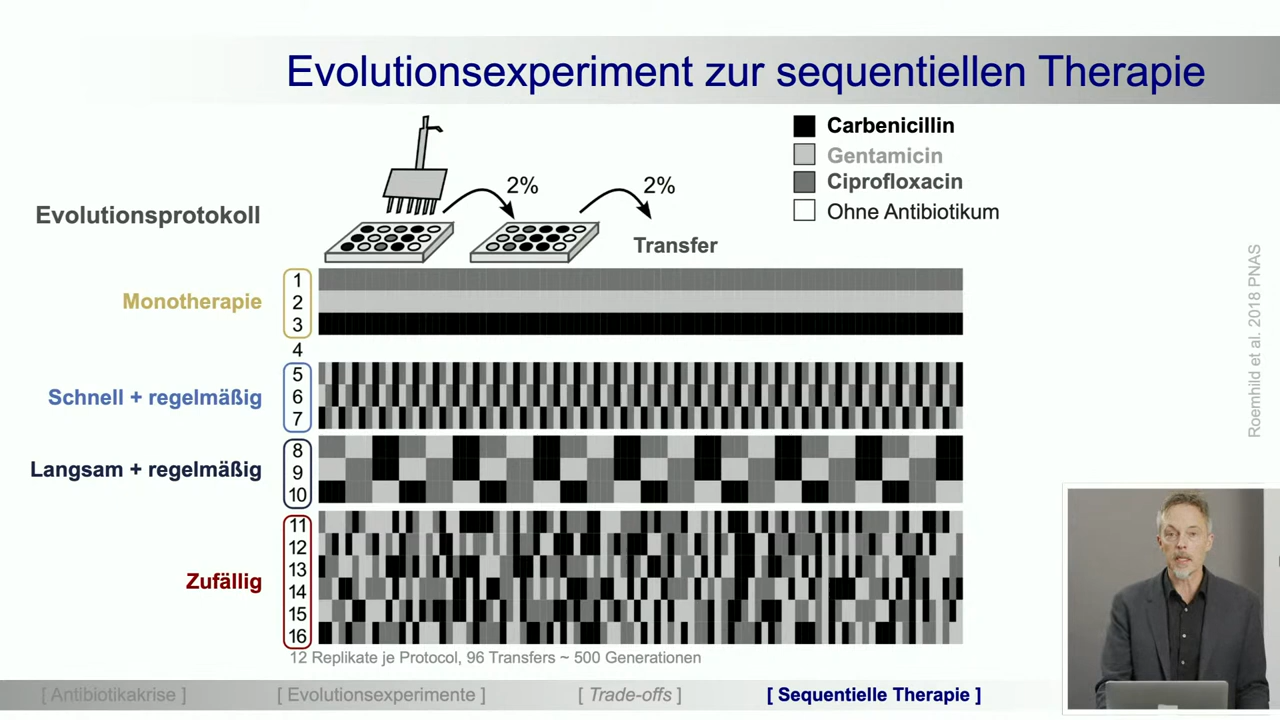 Evolutionsexperiment zur sequentiellen Therapie
Carbenicillin
Gentamicin
Ciprofloxacin
Ohne Antibiotikum
Evolutionsprotokoll
2%
2%
Transfer
Monotherapie
1
2
3
4
Schnell + regelmäßig
5
6
7
Langsam + regelmäßig
8
9
10
Zufällig
11
12
13
14
15
16
12 Replikate je Protocol, 96 Transfers ~ 500 Generationen
Roemhild et al. 2018 PNAS
[ Antibiotikakrise ]
[ Evolutionsexperimente ]
[ Trade-offs ]
[ Sequentielle Therapie ]